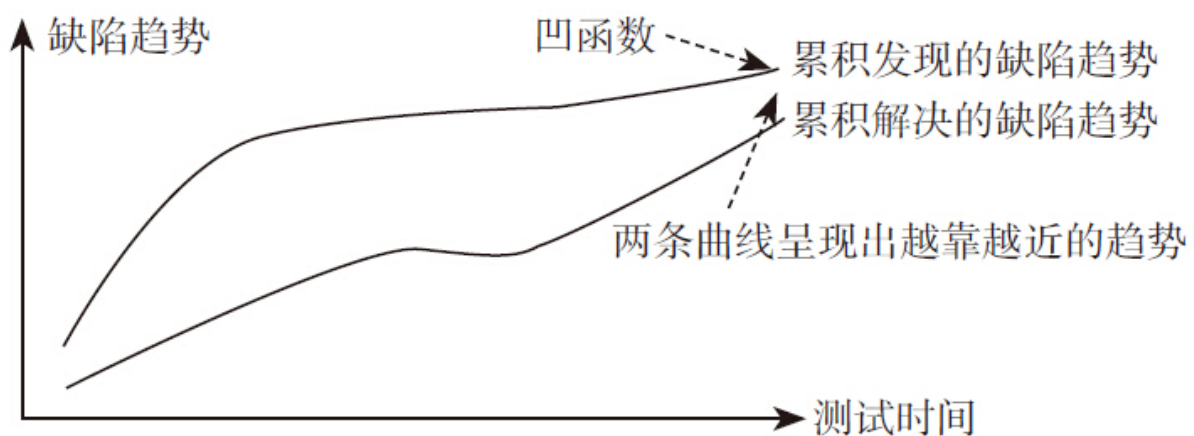 缺陷趋势
凹函数
累积发现的缺陷趋势
累积解决的缺陷趋势
两条曲线呈现出越靠越近的趋势
测试时间